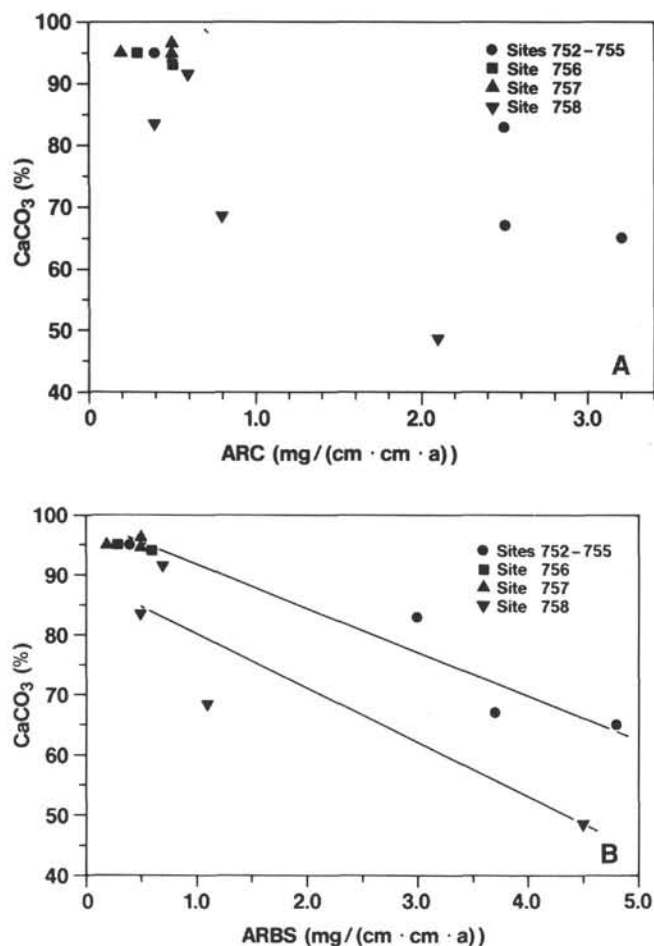 100
90
80
70
60
50
40
CaCO₃ (%)
● Sites 752–755
■ Site 756
▲ Site 757
▼ Site 758
A
0 1.0 2.0 3.0
ARC (mg/(cm · cm · a))
100
90
80
70
60
50
40
CaCO₃ (%)
● Sites 752–755
■ Site 756
▲ Site 757
▼ Site 758
B
0 1.0 2.0 3.0 4.0 5.0
ARBS (mg/(cm · cm · a))